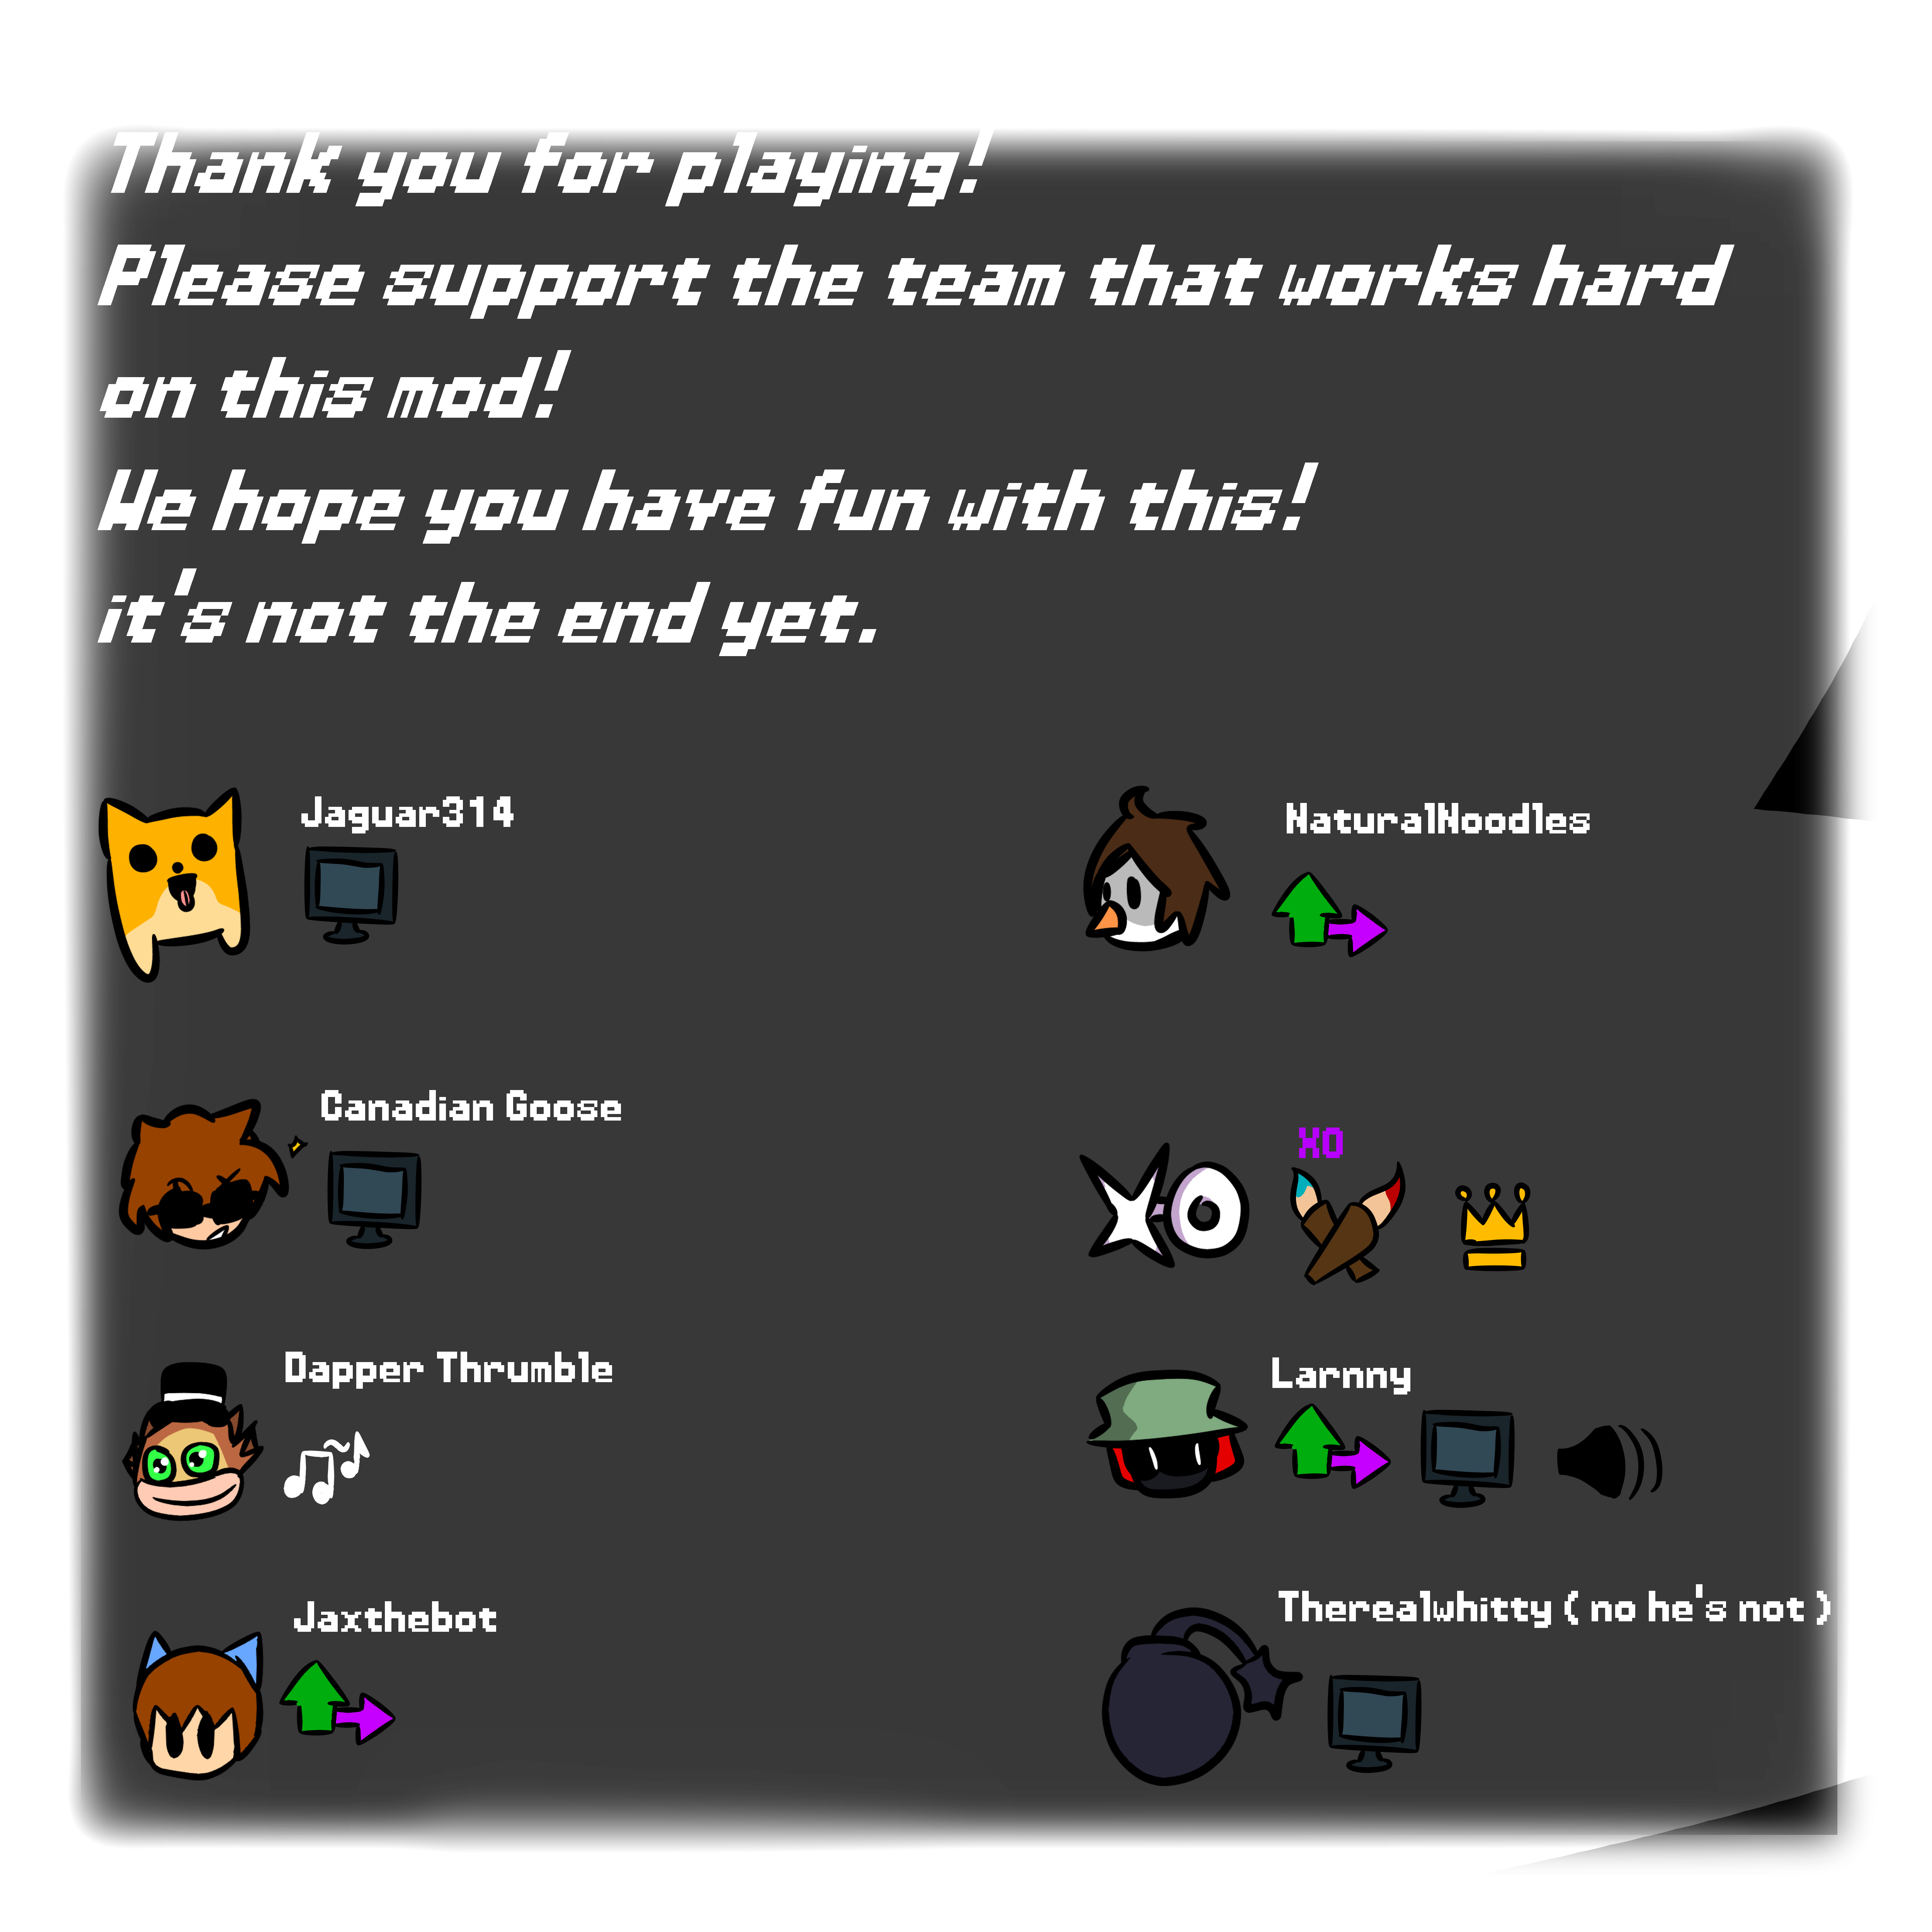 Thank you for playing!
Please support the team that works hard
on this mod!
We hope you have fun with this!
it's not the end yet.
Jaguar314
NaturalNoodles
Canadian Goose
XO
Dapper Thrumble
Larnny
Jaxthebot
Therealwhitty ( no he's not )